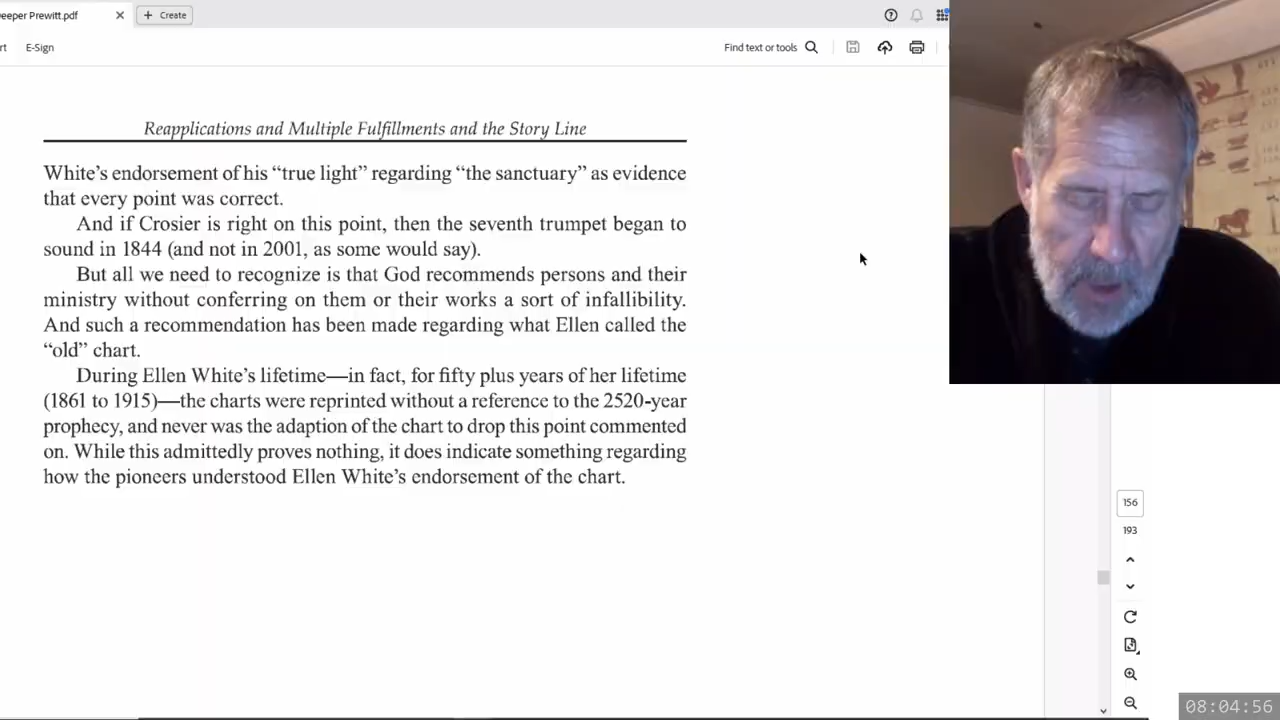 eeper Prewitt.pdf
Create
rt
E-Sign
Find text or tools
Reapplications and Multiple Fulfillments and the Story Line
White’s endorsement of his “true light” regarding “the sanctuary” as evidence
that every point was correct.
And if Crosier is right on this point, then the seventh trumpet began to
sound in 1844 (and not in 2001, as some would say).
But all we need to recognize is that God recommends persons and their
ministry without conferring on them or their works a sort of infallibility.
And such a recommendation has been made regarding what Ellen called the
“old” chart.
During Ellen White’s lifetime—in fact, for fifty plus years of her lifetime
(1861 to 1915)—the charts were reprinted without a reference to the 2520-year
prophecy, and never was the adaption of the chart to drop this point commented
on. While this admittedly proves nothing, it does indicate something regarding
how the pioneers understood Ellen White’s endorsement of the chart.
156
193
08:04:56